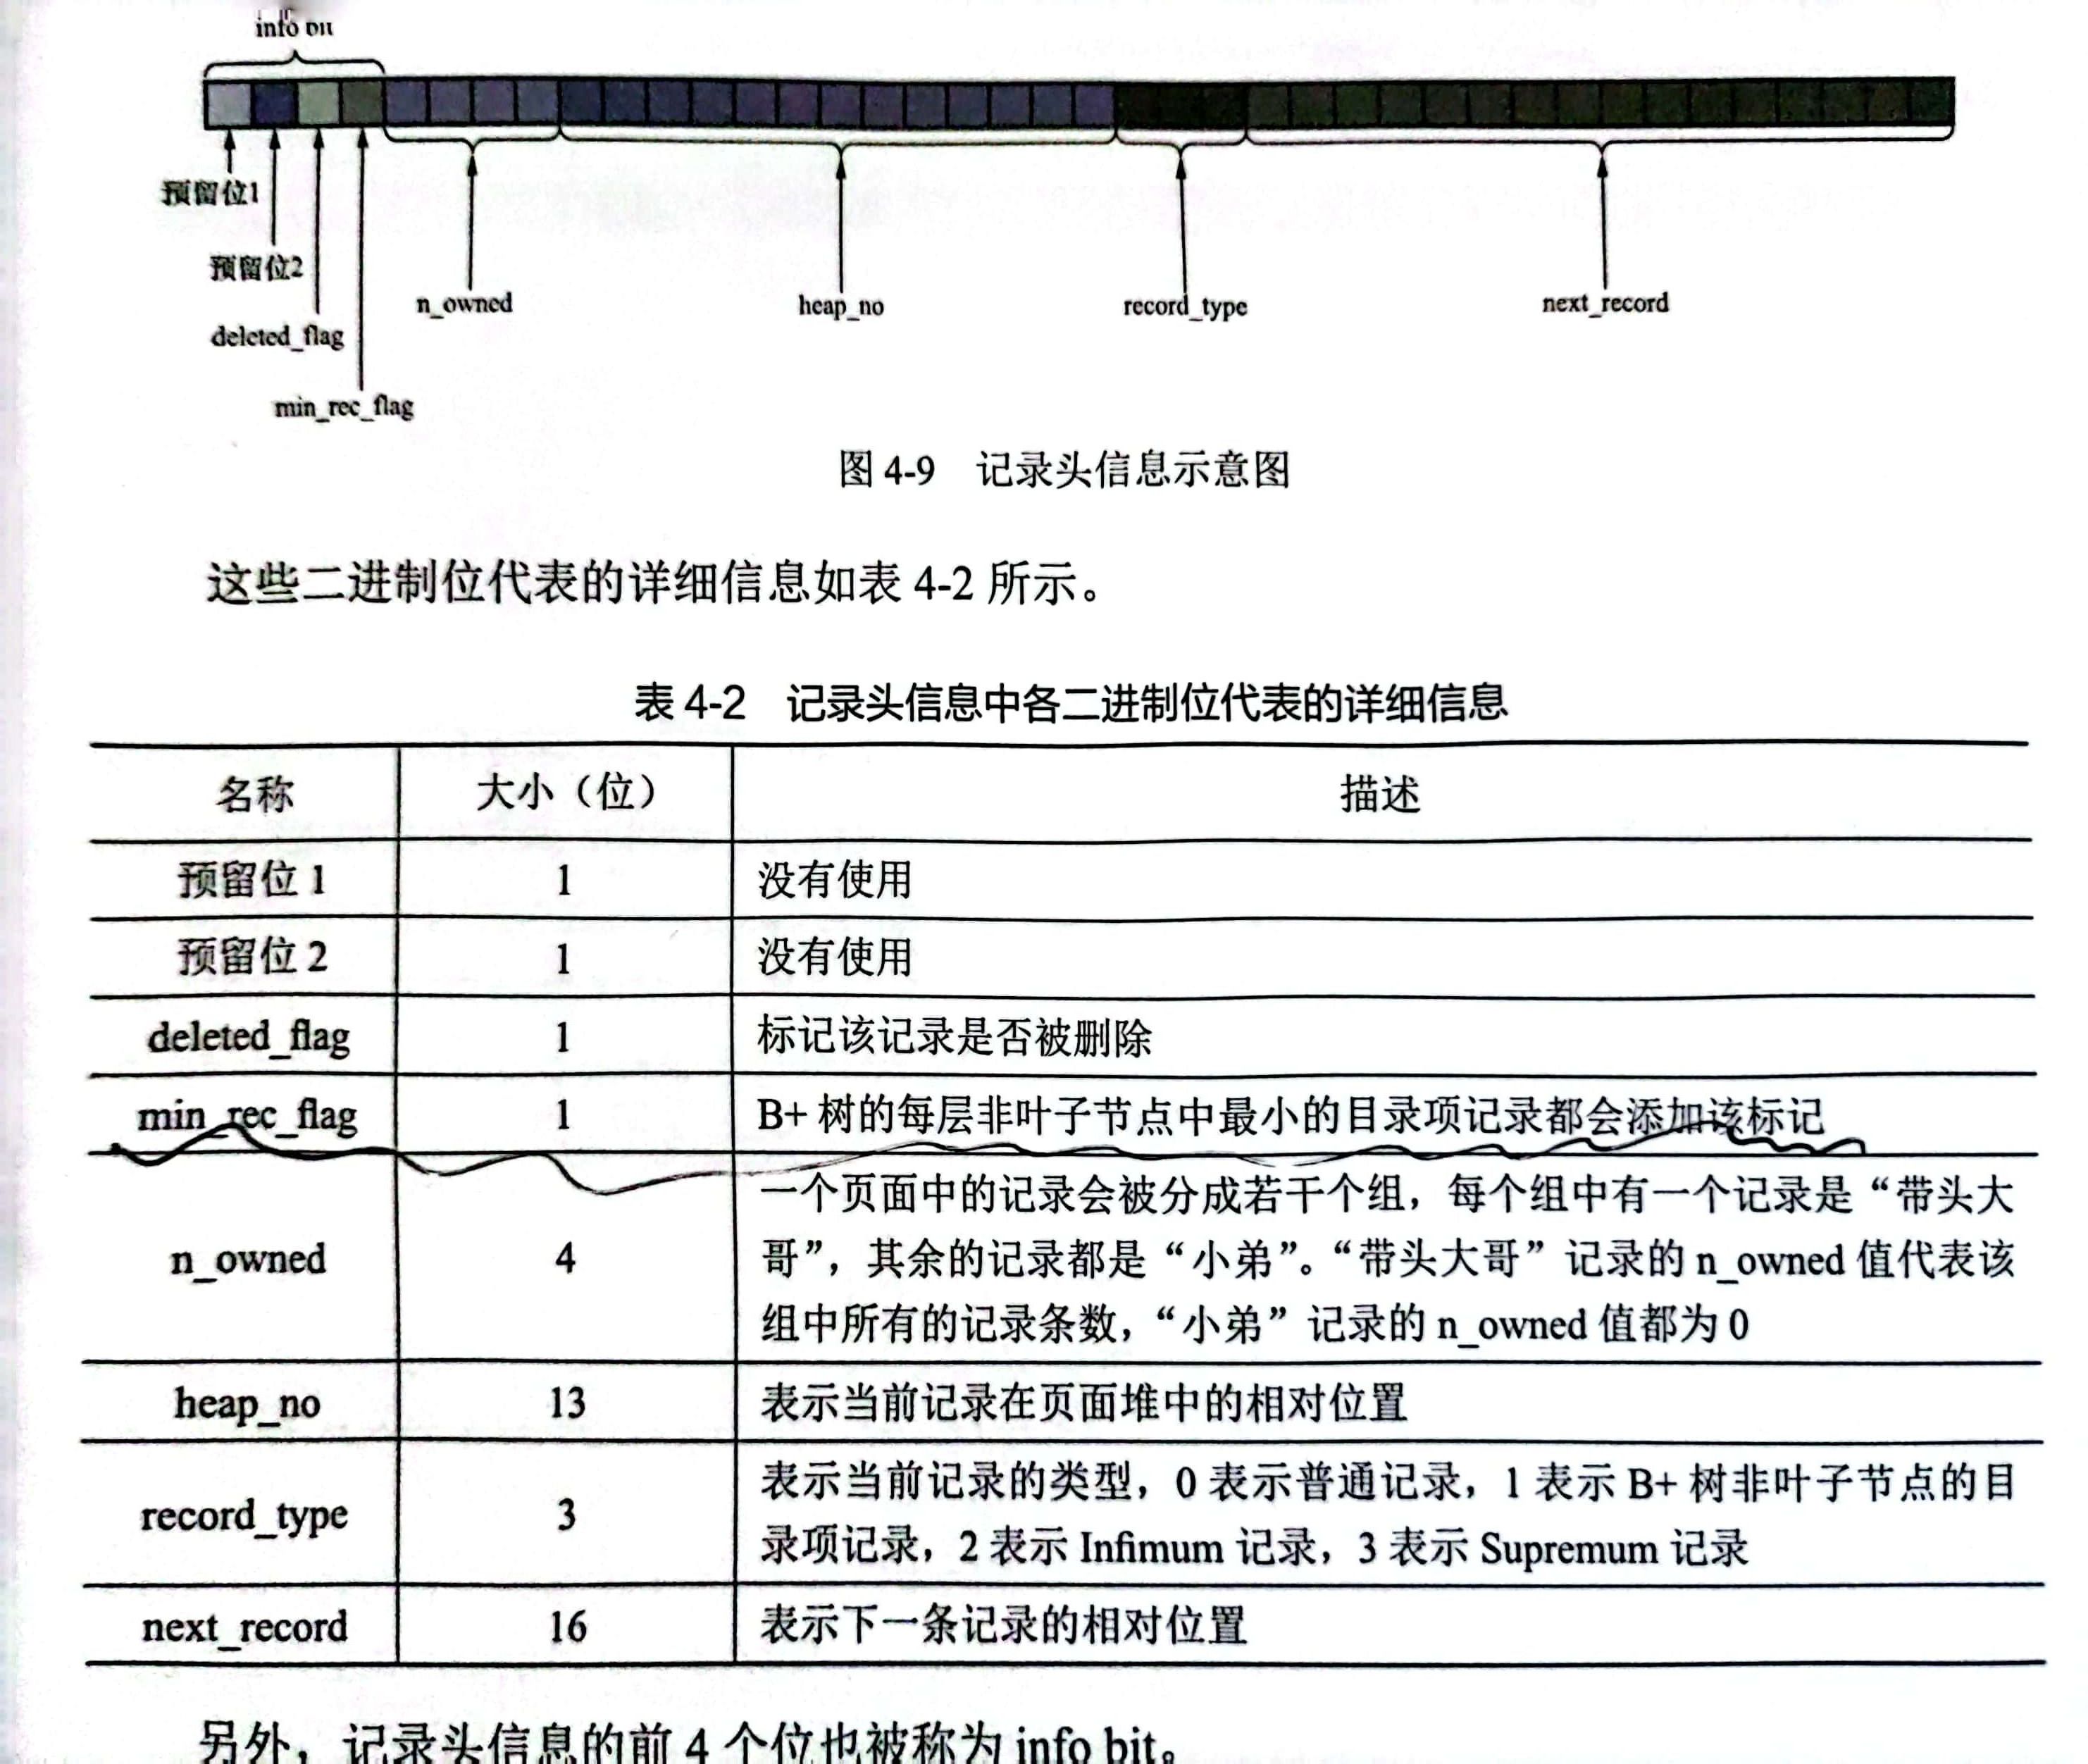 info bit
预留位1
预留位2
deleted_flag
min_rec_flag
n_owned
heap_no
record_type
next_record
图 4-9 记录头信息示意图
这些二进制位代表的详细信息如表 4-2 所示。
表 4-2 记录头信息中各二进制位代表的详细信息
名称 大小（位） 描述
预留位 1 1 没有使用
预留位 2 1 没有使用
deleted_flag 1 标记该记录是否被删除
min_rec_flag 1 B+ 树的每层非叶子节点中最小的目录项记录都会添加该标记
一个页面中的记录会被分成若干个组，每个组中有一个记录是“带头大
n_owned 4 哥”，其余的记录都是“小弟”。“带头大哥”记录的 n_owned 值代表该
组中所有的记录条数，“小弟”记录的 n_owned 值都为 0
heap_no 13 表示当前记录在页面堆中的相对位置
record_type 3 表示当前记录的类型，0 表示普通记录，1 表示 B+ 树非叶子节点的目
录项记录，2 表示 Infimum 记录，3 表示 Supremum 记录
next_record 16 表示下一条记录的相对位置
另外，记录头信息的前 4 个位也被称为 info bit。